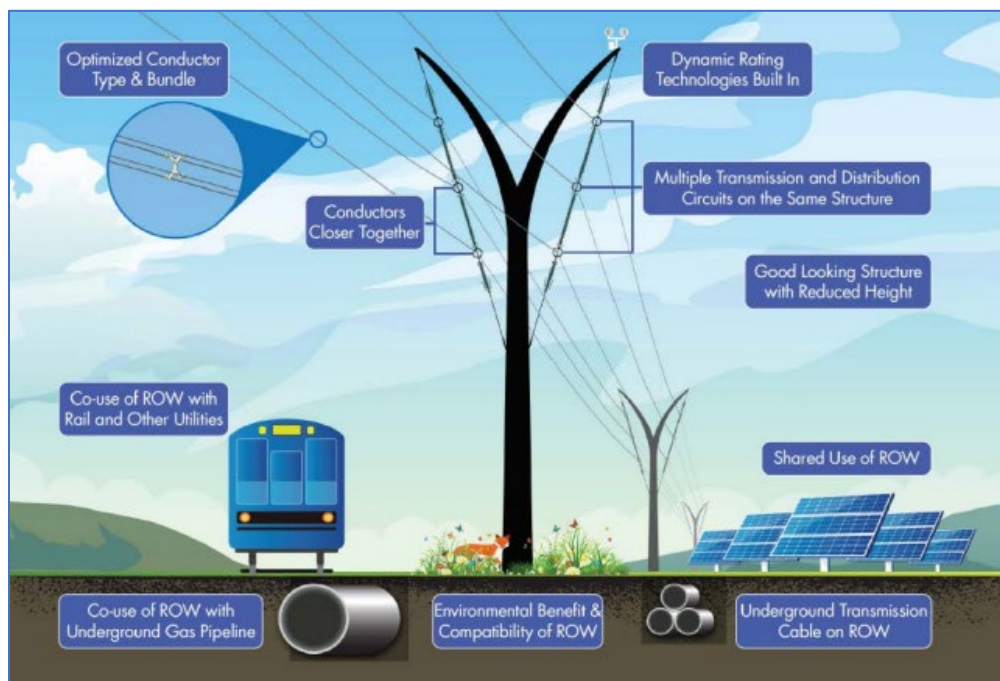 Optimized Conductor
Type & Bundle
Dynamic Rating
Technologies Built In
Conductors
Closer Together
Multiple Transmission and Distribution
Circuits on the Same Structure
Good Looking Structure
with Reduced Height
Co-use of ROW with
Rail and Other Utilities
Shared Use of ROW
Co-use of ROW with
Underground Gas Pipeline
Environmental Benefit &
Compatibility of ROW
Underground Transmission
Cable on ROW